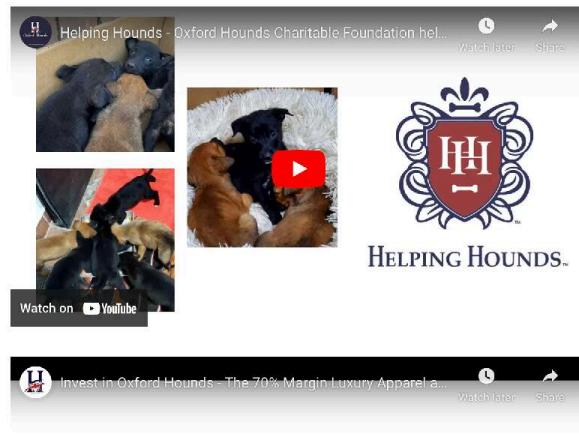 Helping Hounds - Oxford Hounds Charitable Foundation hel...
Watch later
Share
HH
HELPING HOUNDS™
Watch on YouTube
H
Invest in Oxford Hounds - The 70% Margin Luxury Apparel a...
Watch later
Share